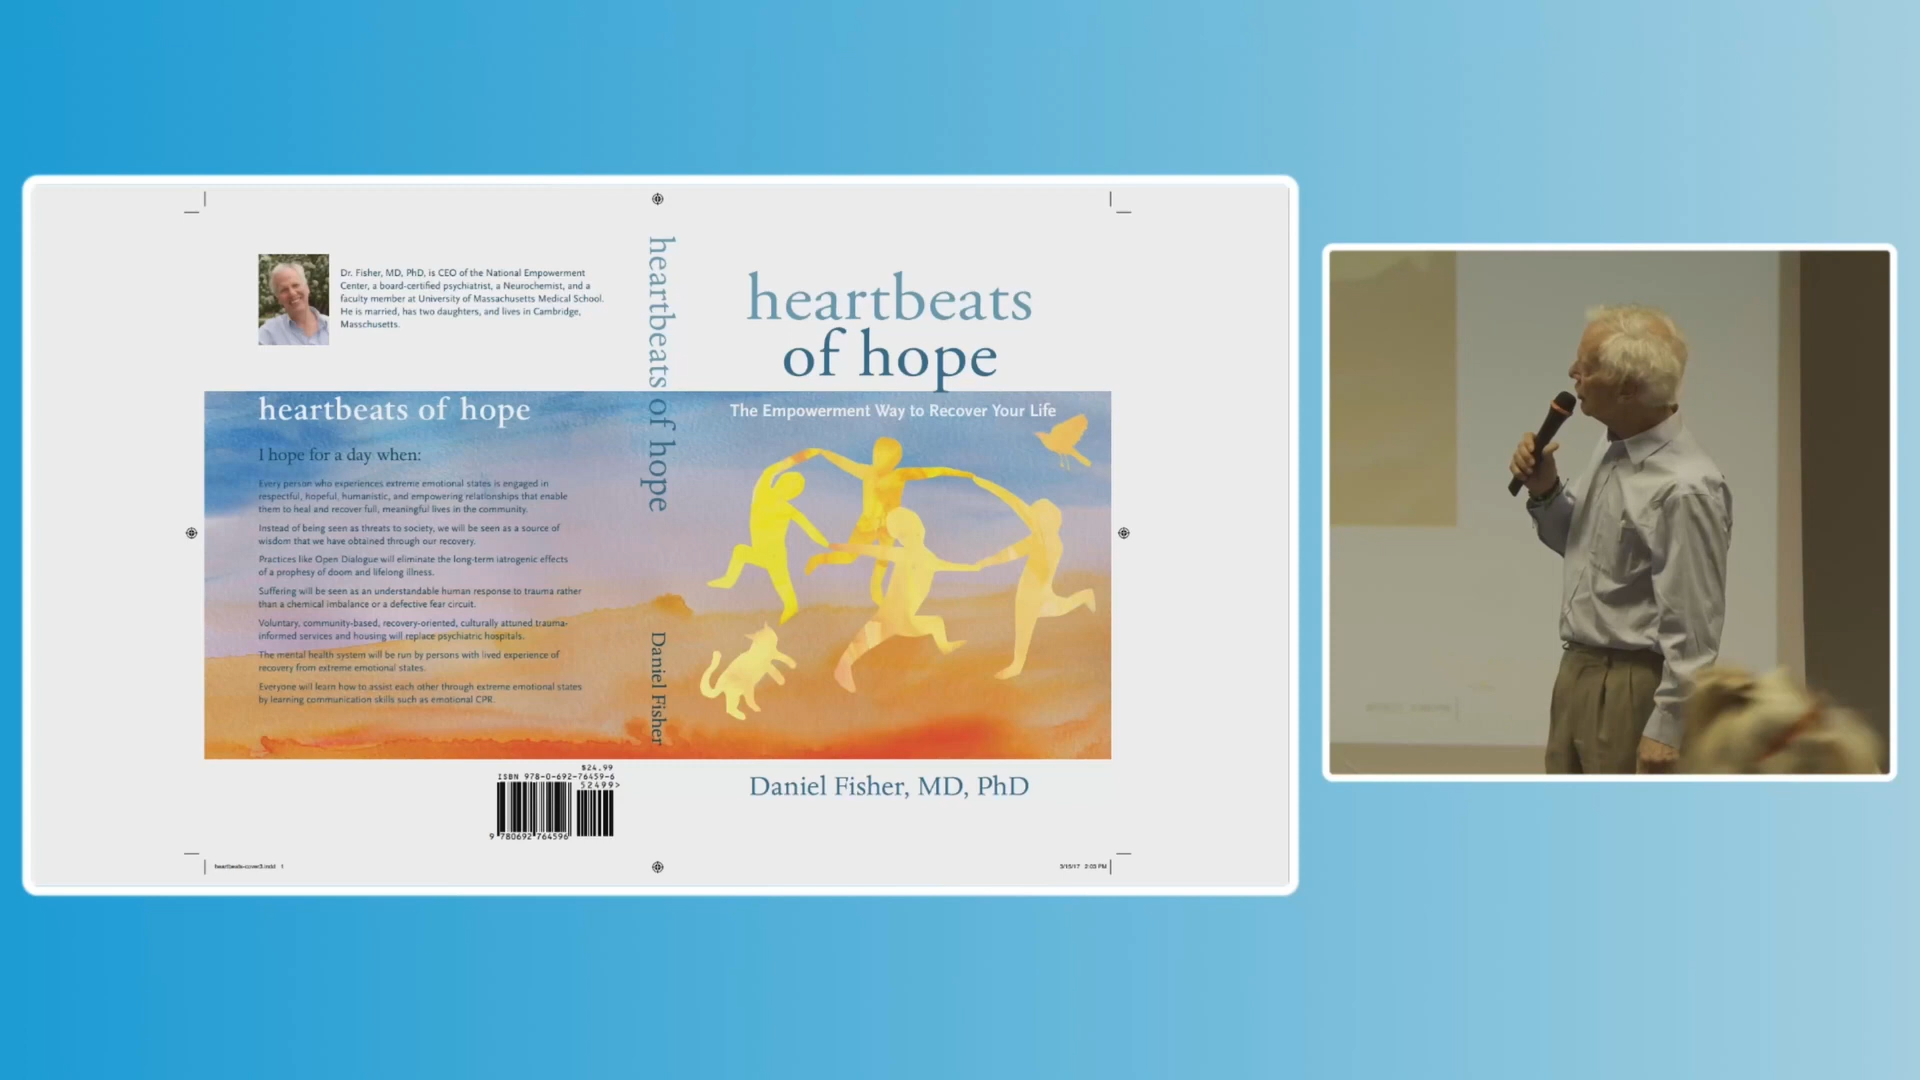 Dr. Fisher, MD, PhD, is CEO of the National Empowerment
Center, a board-certified psychiatrist, a Neurochemist, and a
faculty member at University of Massachusetts Medical School.
He is married, has two daughters, and lives in Cambridge,
Masschusetts.
heartbeats of hope
I hope for a day when:
Every person who experiences extreme emotional states is engaged in
respectful, hopeful, humanistic, and empowering relationships that enable
them to heal and recover full, meaningful lives in the community.
Instead of being seen as threats to society, we will be seen as a source of
wisdom that we have obtained through our recovery.
Practices like Open Dialogue will eliminate the long-term iatrogenic effects
of a prophesy of doom and lifelong illness.
Suffering will be seen as an understandable human response to trauma rather
than a chemical imbalance or a defective fear circuit.
Voluntary, community-based, recovery-oriented, culturally attuned trauma-
informed services and housing will replace psychiatric hospitals.
The mental health system will be run by persons with lived experience of
recovery from extreme emotional states.
Everyone will learn how to assist each other through extreme emotional states
by learning communication skills such as emotional CPR.
$24.99
ISBN 978-0-692-76459-6
52499>
9 780692 764596
heartbeats-cover3.indd 1
heartbeats of hope
Daniel Fisher
heartbeats
of hope
The Empowerment Way to Recover Your Life
Daniel Fisher, MD, PhD
3/15/17 2:03 PM